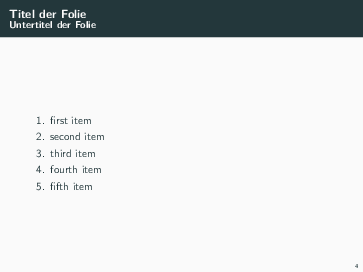 Titel der Folie
Untertitel der Folie
1. first item
2. second item
3. third item
4. fourth item
5. fifth item
4